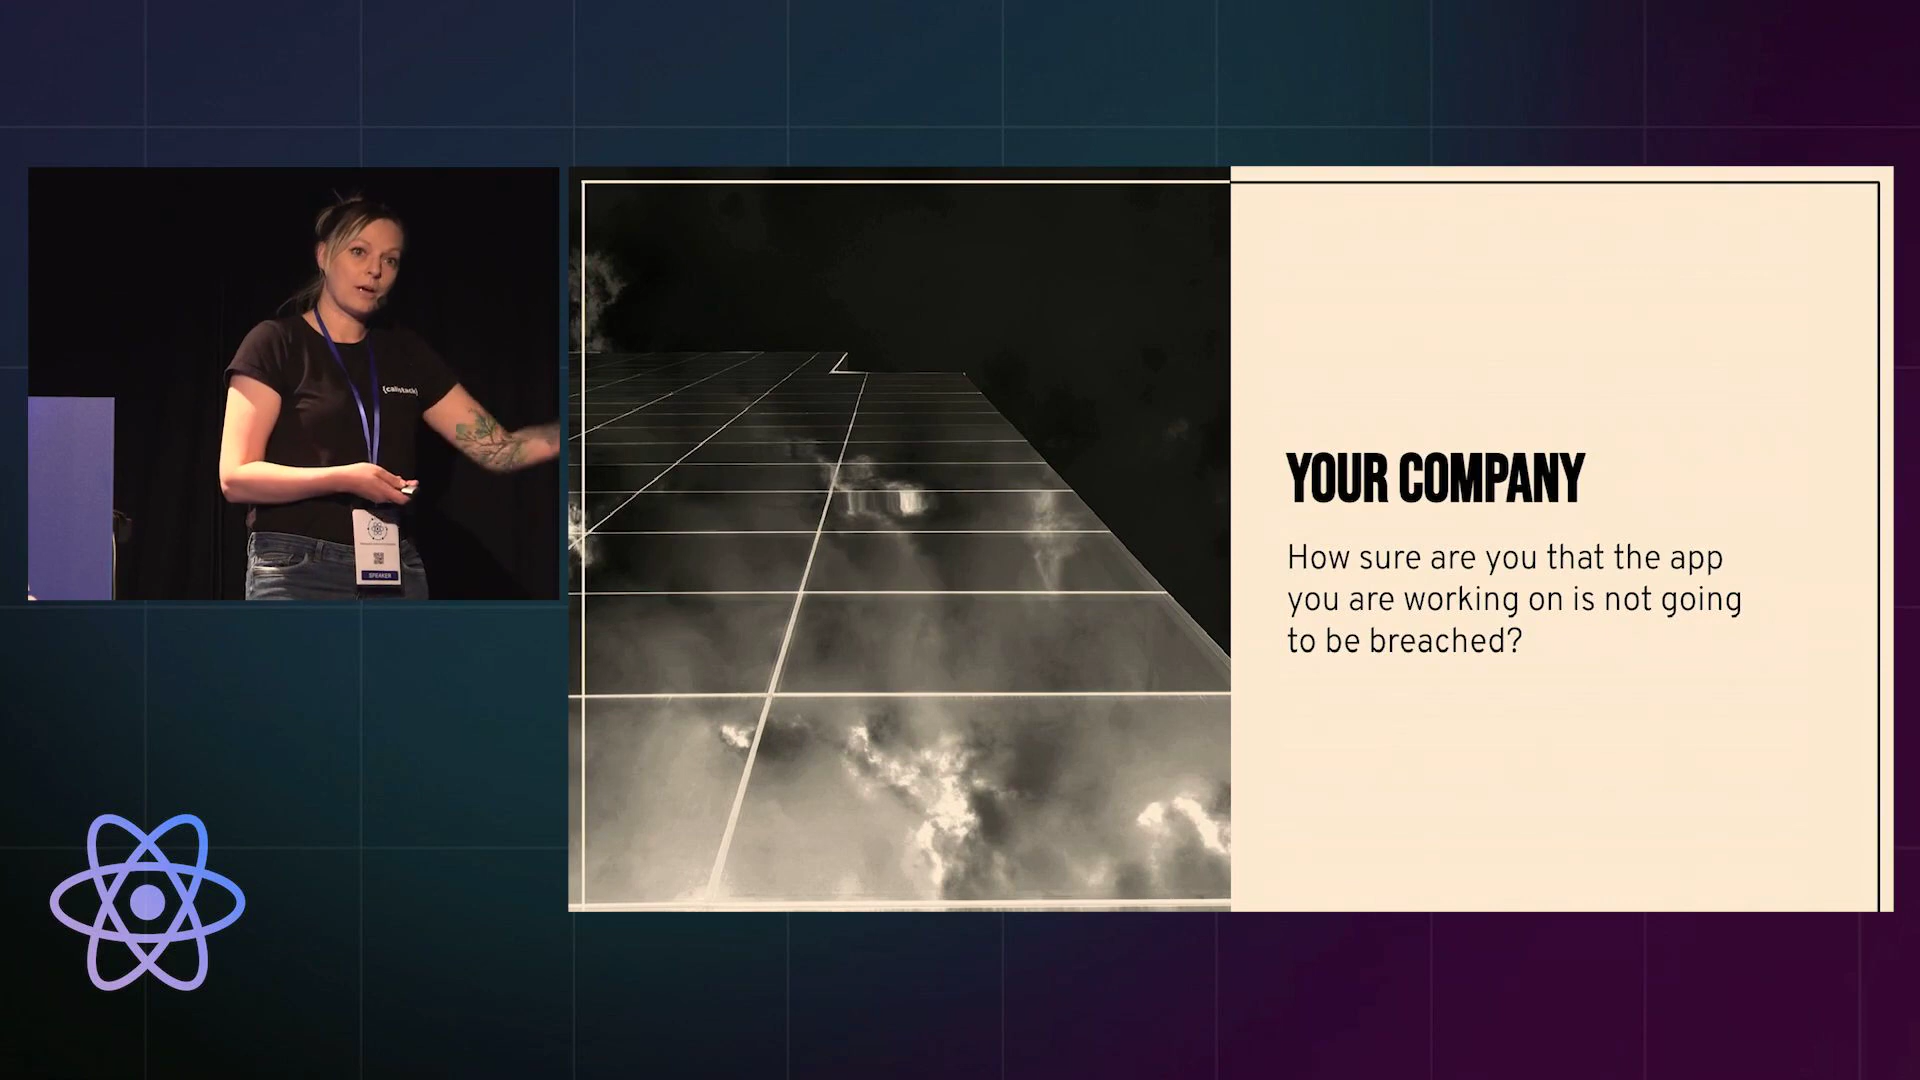 {callstack}
SPEAKER
YOUR COMPANY
How sure are you that the app
you are working on is not going
to be breached?